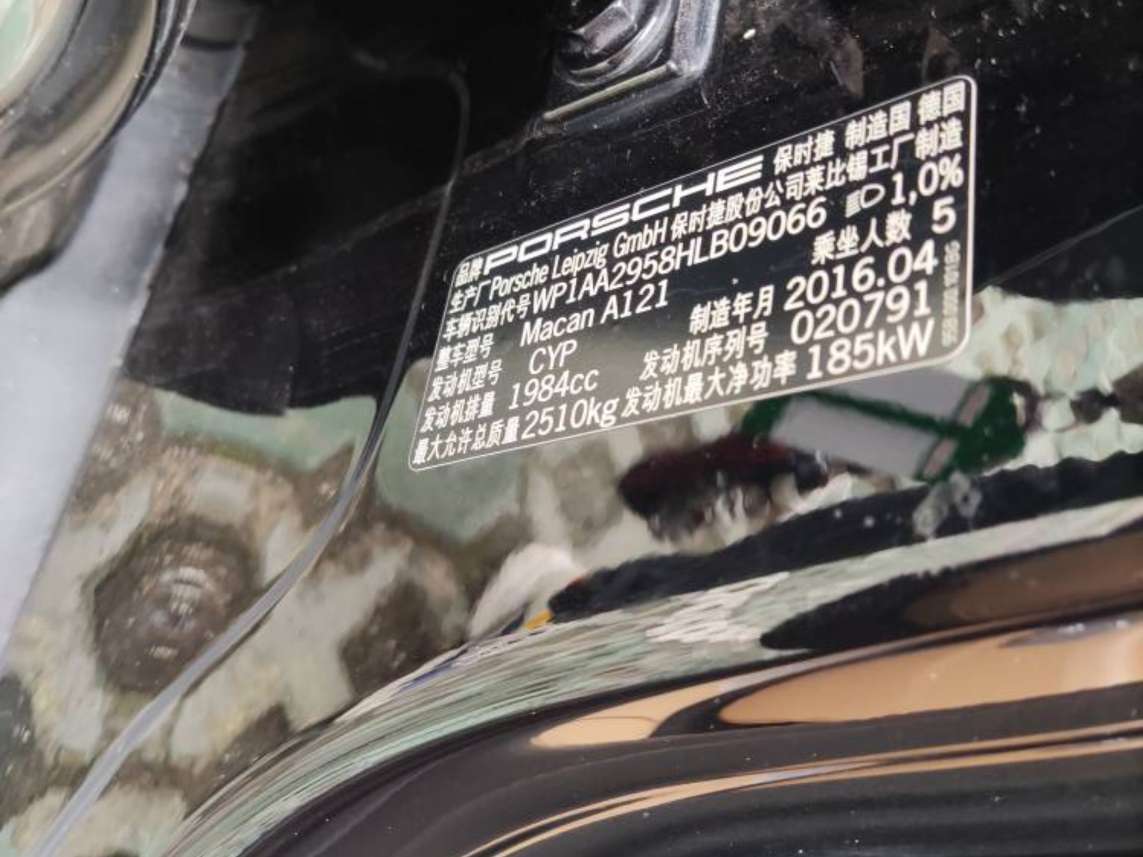 品牌 PORSCHE 保时捷 制造国 德国
生产厂 Porsche Leipzig GmbH 保时捷股份公司莱比锡工厂制造
车辆识别代号 WP1AA2958HLB09066 1,0%
整车型号 Macan A121 乘坐人数 5
发动机型号 CYP 制造年月 2016.04
发动机排量 1984cc 发动机序列号 020791
最大允许总质量 2510kg 发动机最大净功率 185kW